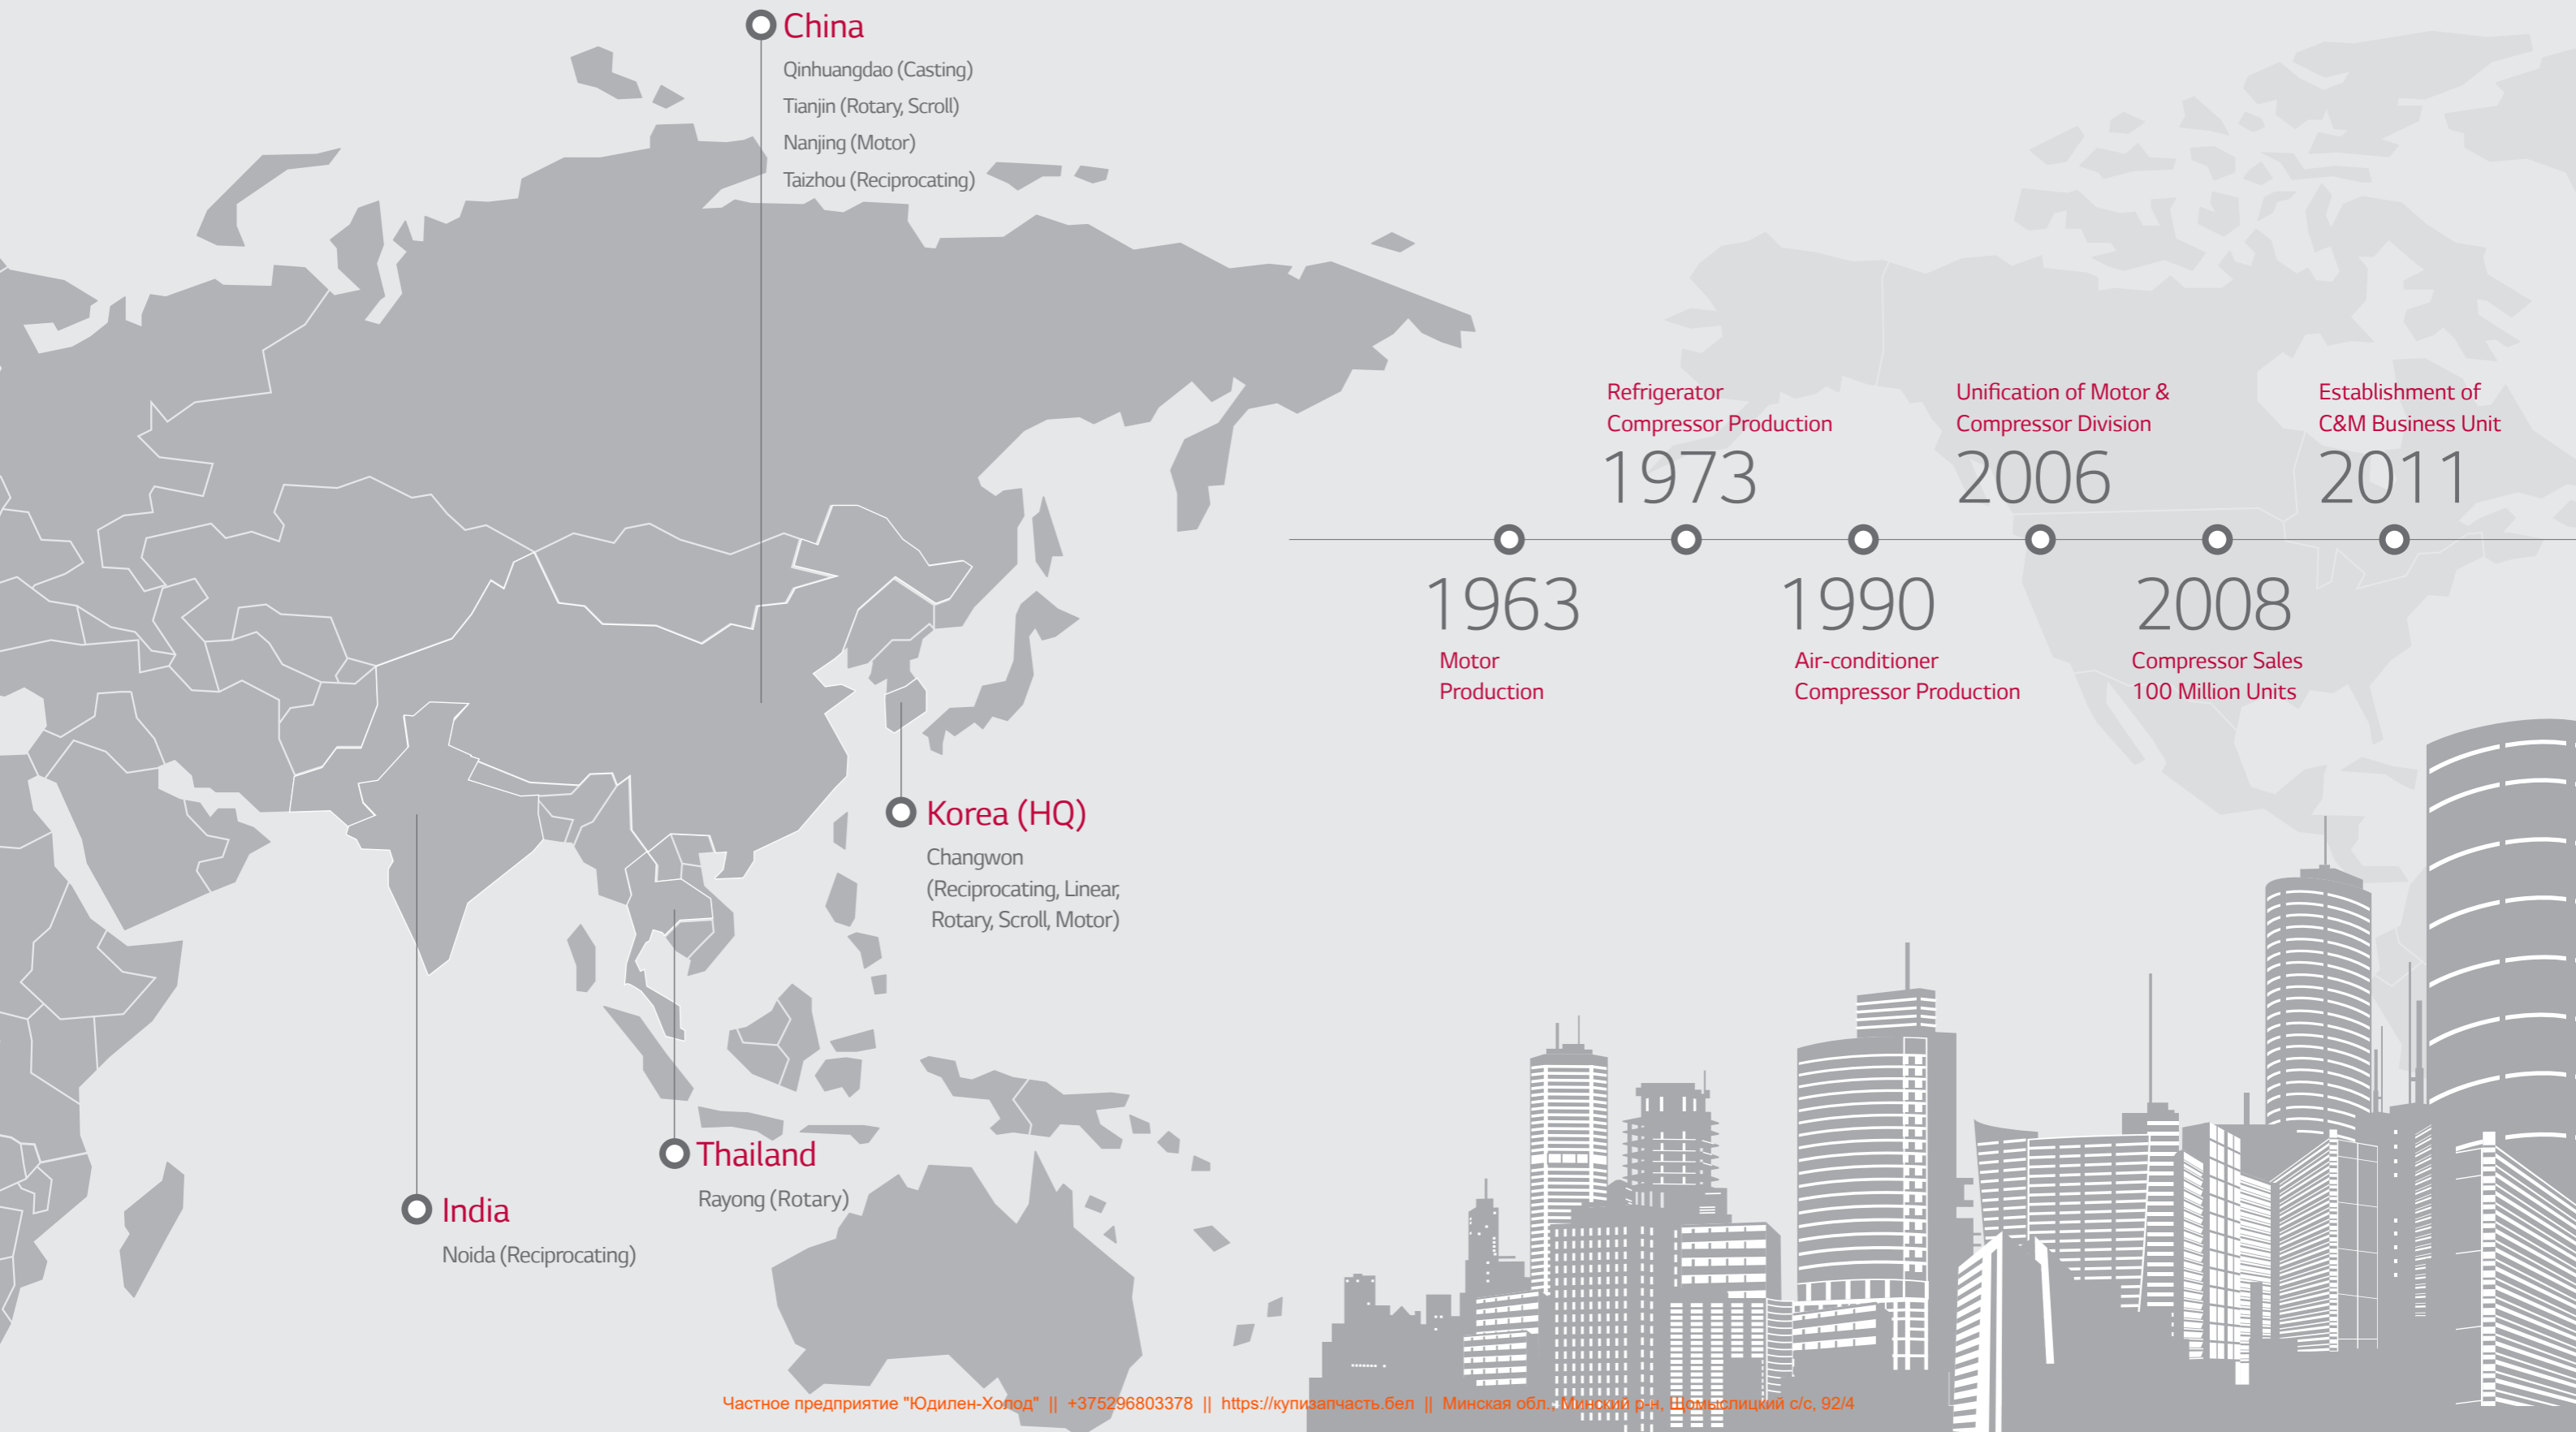 China
Qinhuangdao (Casting)
Tianjin (Rotary, Scroll)
Nanjing (Motor)
Taizhou (Reciprocating)
Korea (HQ)
Changwon
(Reciprocating, Linear,
Rotary, Scroll, Motor)
Thailand
Rayong (Rotary)
India
Noida (Reciprocating)
1963
Motor
Production
Refrigerator
Compressor Production
1973
1990
Air-conditioner
Compressor Production
Unification of Motor &
Compressor Division
2006
2008
Compressor Sales
100 Million Units
Establishment of
C&M Business Unit
2011
Частное предприятие "Юдилен-Холод" || +375296803378 || https://купизапчасть.бел || Минская обл., Минский р-н, Щомыслицкий с/с, 92/4